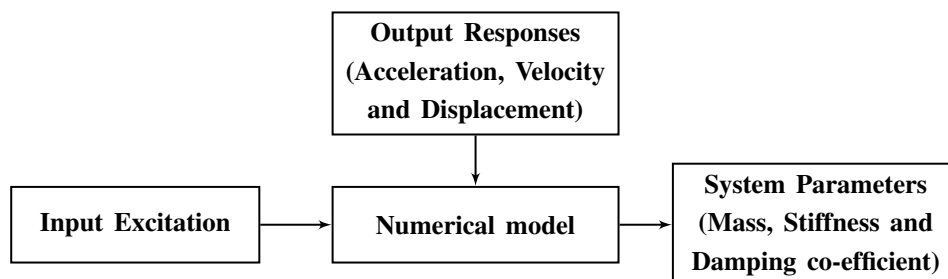 Output Responses
(Acceleration, Velocity
and Displacement)
Input Excitation
Numerical model
System Parameters
(Mass, Stiffness and
Damping co-efficient)